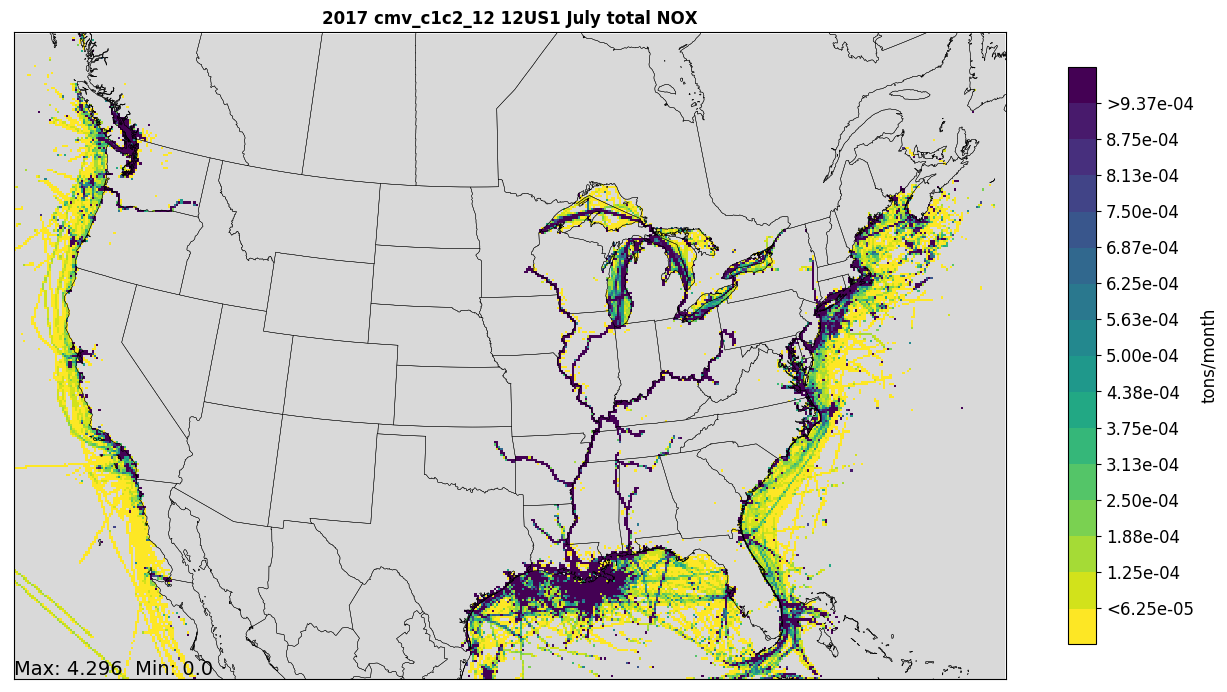 2017 cmv_c1c2_12 12US1 July total NOX
>9.37e-04
8.75e-04
8.13e-04
7.50e-04
6.87e-04
6.25e-04
5.63e-04
5.00e-04
4.38e-04
3.75e-04
3.13e-04
2.50e-04
1.88e-04
1.25e-04
<6.25e-05
tons/month
Max: 4.296 Min: 0.0